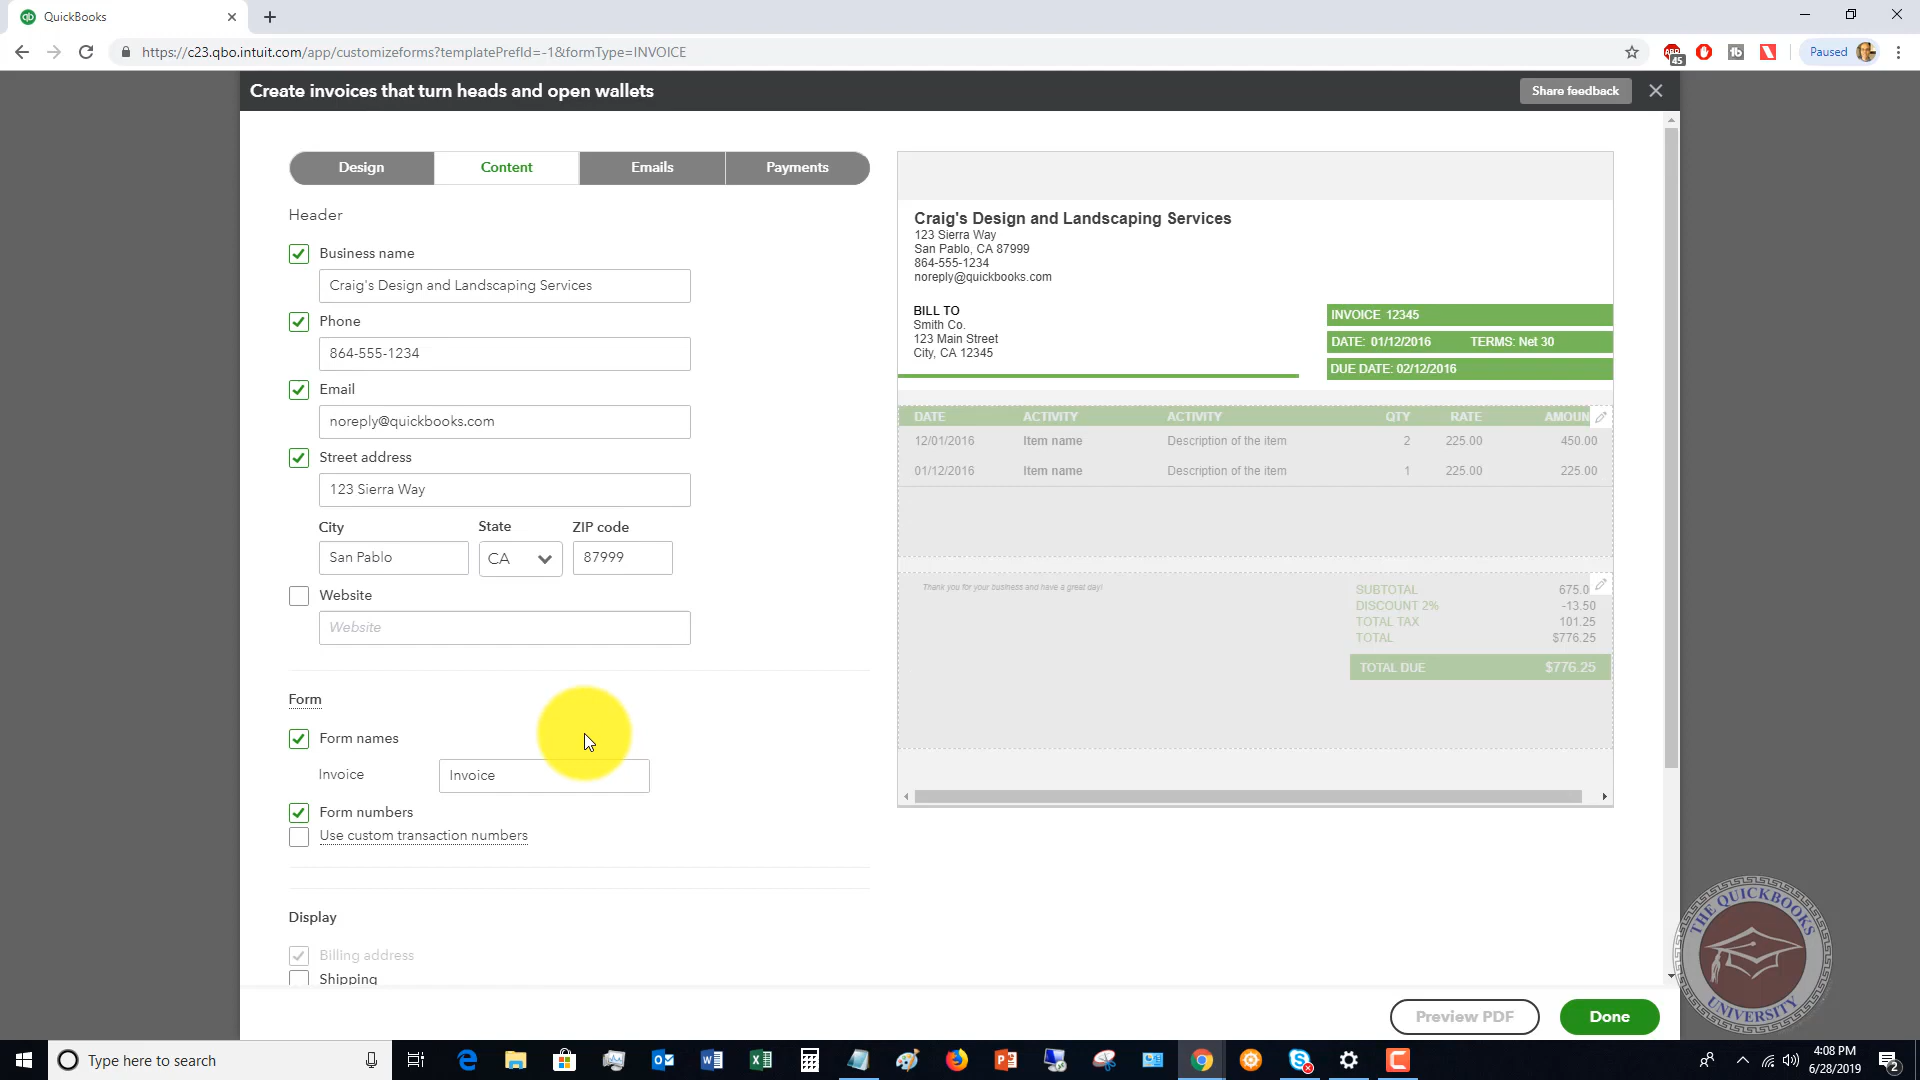 QuickBooks
https://c23.qbo.intuit.com/app/customizeforms?templatePrefId=-1&formType=INVOICE
ABP
45
tb
Paused
Create invoices that turn heads and open wallets
Share feedback
Design
Content
Emails
Payments
Header
Business name
Craig's Design and Landscaping Services
Phone
864-555-1234
Email
noreply@quickbooks.com
Street address
123 Sierra Way
City
State
ZIP code
San Pablo
CA
87999
Website
Website
Form
Form names
Invoice
Invoice
Form numbers
Use custom transaction numbers
Display
Billing address
Shipping
Craig's Design and Landscaping Services
123 Sierra Way
San Pablo, CA 87999
864-555-1234
noreply@quickbooks.com
BILL TO
Smith Co.
123 Main Street
City, CA 12345
INVOICE 12345
DATE: 01/12/2016 TERMS: Net 30
DUE DATE: 02/12/2016
DATE ACTIVITY ACTIVITY QTY RATE AMOUN
12/01/2016 Item name Description of the item 2 225.00 450.00
01/12/2016 Item name Description of the item 1 225.00 225.00
Thank you for your business and have a great day!
SUBTOTAL 675.0
DISCOUNT 2% -13.50
TOTAL TAX 101.25
TOTAL $776.25
TOTAL DUE $776.25
Preview PDF
Done
THE QUICKBOOKS
UNIVERSITY
Type here to search
4:08 PM
6/28/2019
2